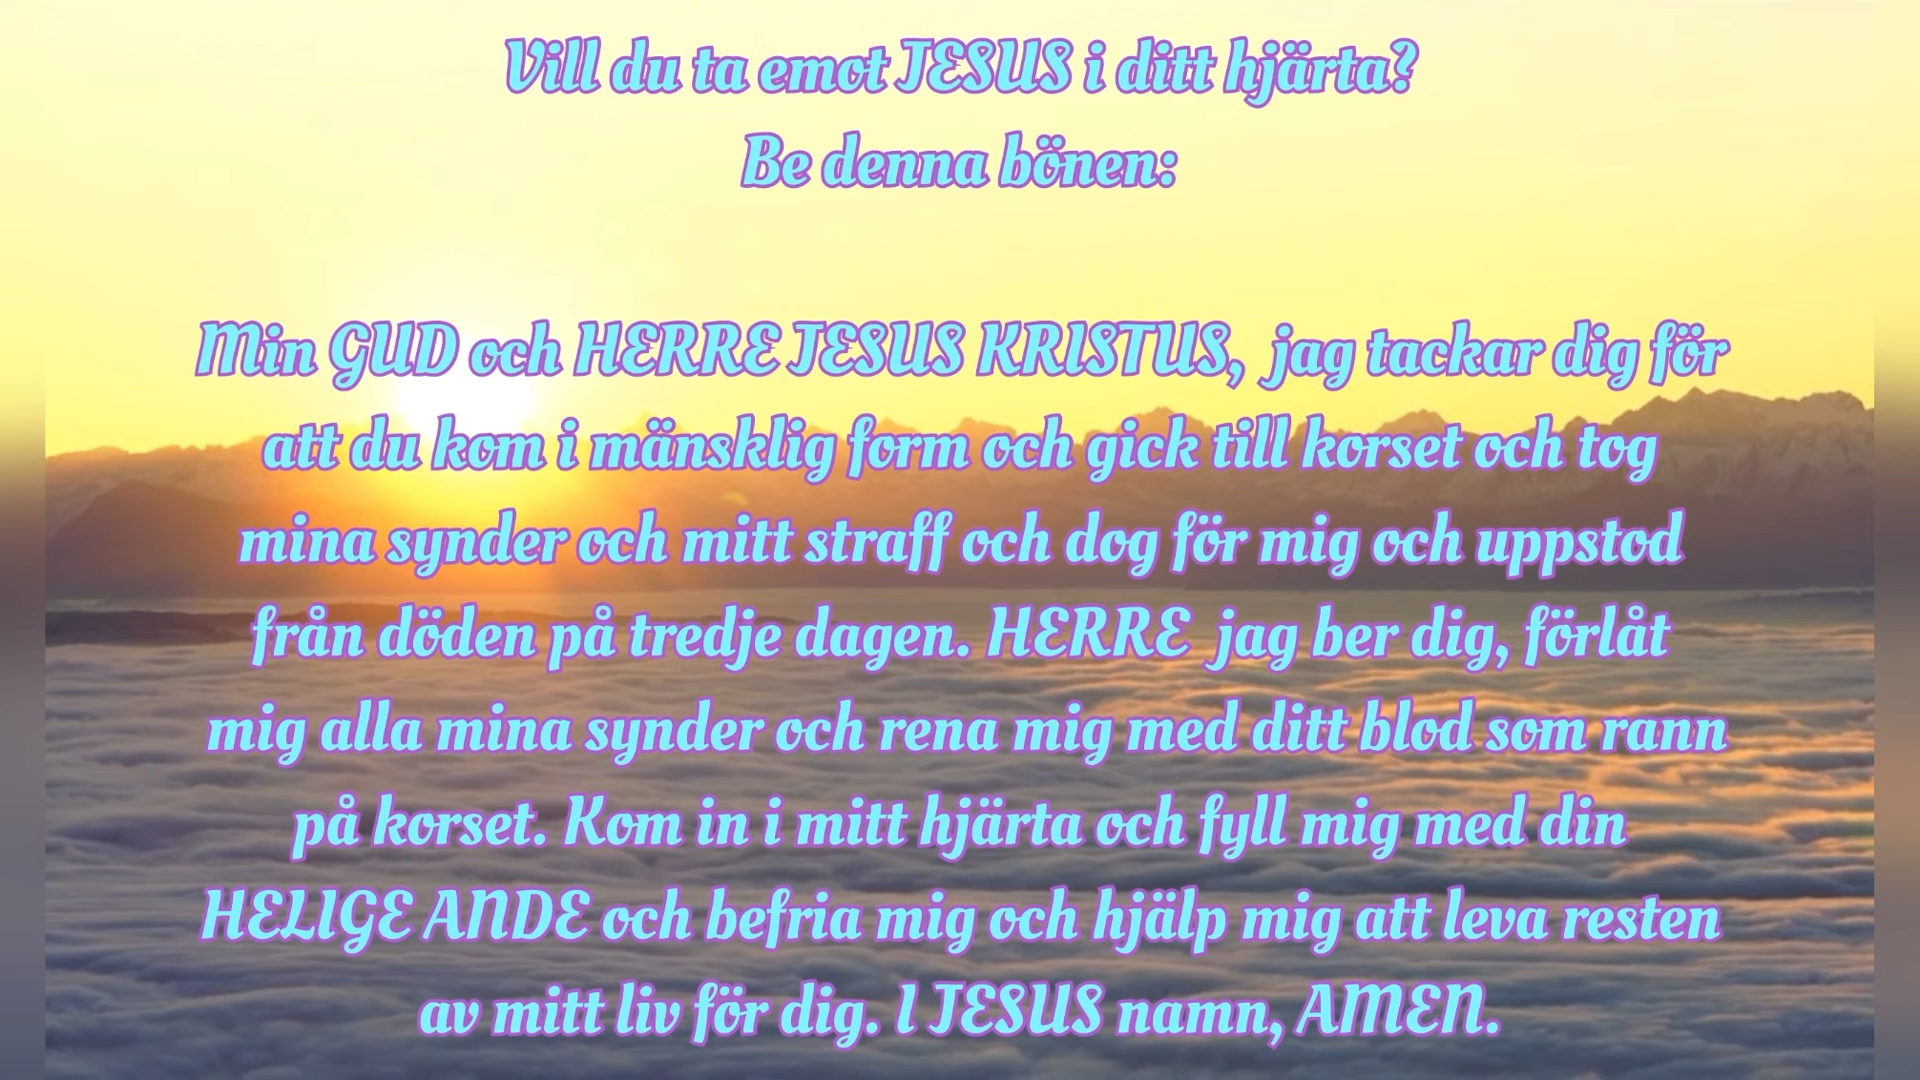 Vill du ta emot JESUS i ditt hjärta?
Be denna bönen:
Min GUD och HERRE JESUS KRISTUS, jag tackar dig för
att du kom i mänsklig form och gick till korset och tog
mina synder och mitt straff och dog för mig och uppstod
från döden på tredje dagen. HERRE jag ber dig, förlåt
mig alla mina synder och rena mig med ditt blod som rann
på korset. Kom in i mitt hjärta och fyll mig med din
HELIGE ANDE och befria mig och hjälp mig att leva resten
av mitt liv för dig. I JESUS namn, AMEN.